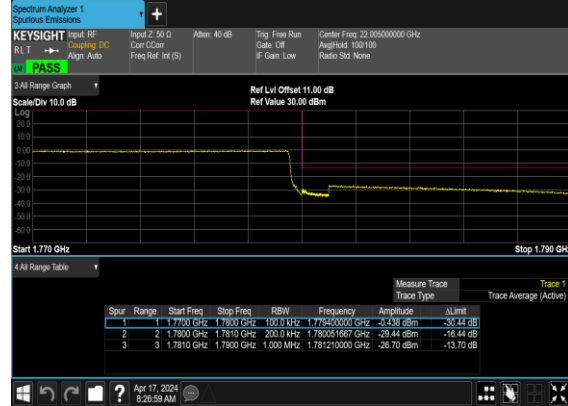 Spectrum Analyzer 1
Spurious Emissions
+
KEYSIGHT Input: RF Input Z: 50 Ω Atten: 40 dB Trig: Free Run Center Freq: 22.005000000 GHz
RLT Coupling: DC Corr CCorr Gate: Off Avg|Hold: 100/100
Align: Auto Freq Ref: Int (S) IF Gain: Low Radio Std: None
PASS
3 All Range Graph
Ref Lvl Offset 11.00 dB
Scale/Div 10.0 dB Ref Value 30.00 dBm
Log
20.0
10.0
0.00
-10.0
-20.0
-30.0
-40.0
-50.0
-60.0
Start 1.770 GHz Stop 1.790 GH
4 All Range Table
Measure Trace Trace 1
Trace Type Trace Average (Active)
Spur Range Start Freq Stop Freq RBW Frequency Amplitude ΔLimit
1 1 1.7700 GHz 1.7800 GHz 100.0 kHz 1.779400000 GHz -0.438 dBm -30.44 dB
2 2 1.7800 GHz 1.7810 GHz 200.0 kHz 1.780051667 GHz -29.44 dBm -16.44 dB
3 3 1.7810 GHz 1.7900 GHz 1.000 MHz 1.781210000 GHz -26.70 dBm -13.70 dB
?
Apr 17, 2024
8:26:59 AM